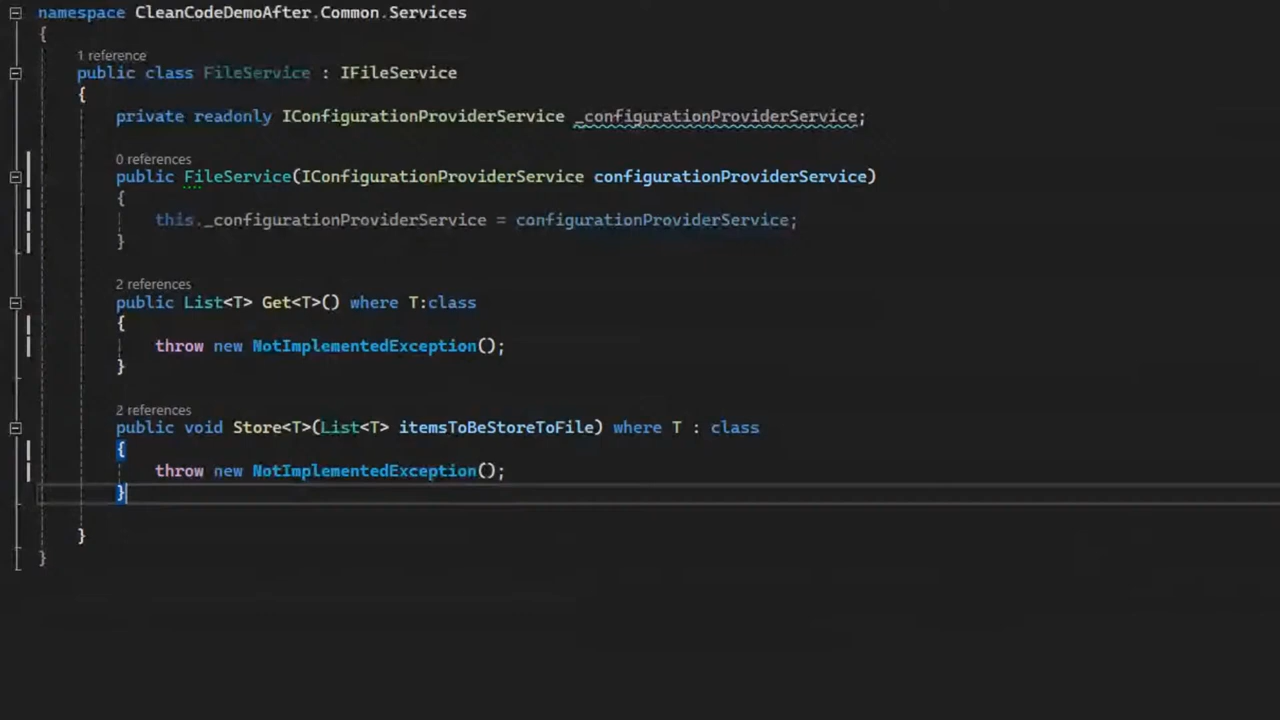 namespace CleanCodeDemoAfter.Common.Services
{
1 reference
public class FileService : IFileService
{
private readonly IConfigurationProviderService _configurationProviderService;
0 references
public FileService(IConfigurationProviderService configurationProviderService)
{
this._configurationProviderService = configurationProviderService;
}
2 references
public List<T> Get<T>() where T:class
{
throw new NotImplementedException();
}
2 references
public void Store<T>(List<T> itemsToBeStoreToFile) where T : class
{
throw new NotImplementedException();
}
}
}